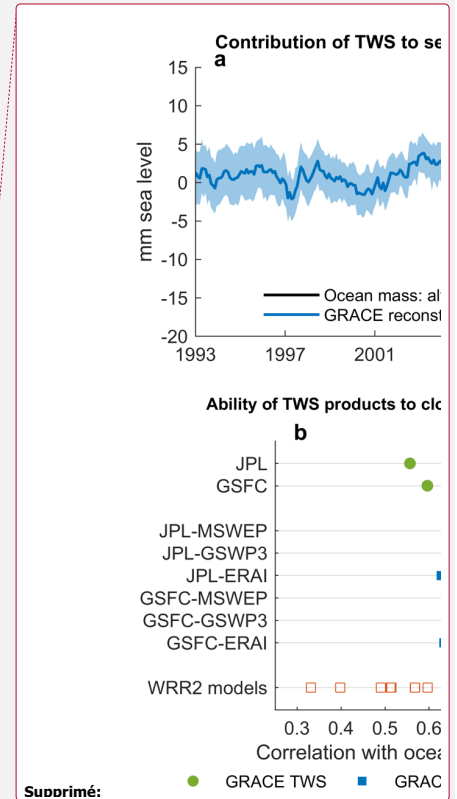 Contribution of TWS to se
a
15
10
5
0
-5
-10
-15
-20
mm sea level
Ocean mass: al
GRACE reconst
1993 1997 2001
Ability of TWS products to clo
b
JPL
GSFC
JPL-MSWEP
JPL-GSWP3
JPL-ERAI
GSFC-MSWEP
GSFC-GSWP3
GSFC-ERAI
WRR2 models
0.3 0.4 0.5 0.6
Correlation with ocea
GRACE TWS GRAC
Supprimé: